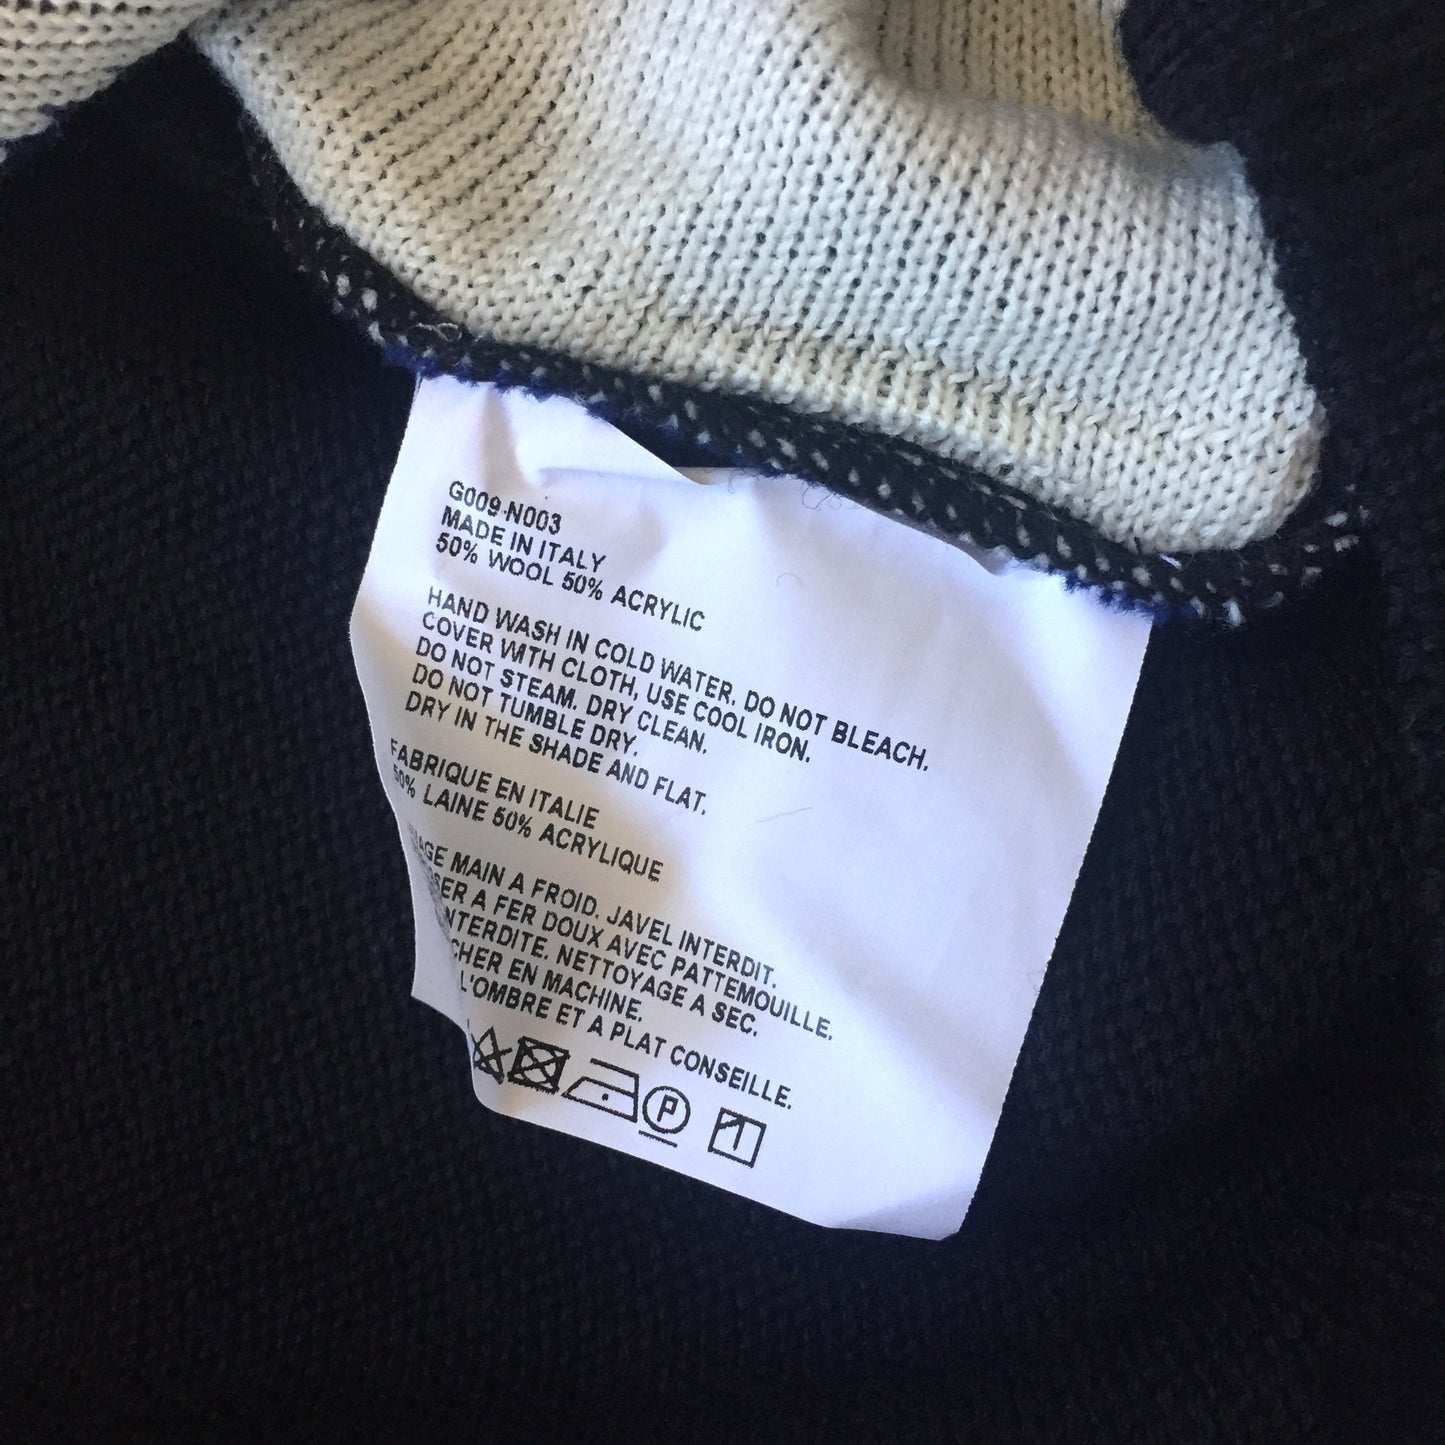 G009-N003
MADE IN ITALY
50% WOOL 50% ACRYLIC
HAND WASH IN COLD WATER. DO NOT BLEACH.
COVER WITH CLOTH, USE COOL IRON.
DO NOT STEAM. DRY CLEAN.
DO NOT TUMBLE DRY.
DRY IN THE SHADE AND FLAT.
FABRIQUE EN ITALIE
50% LAINE 50% ACRYLIQUE
MAIN A FROID. JAVEL INTERDIT.
A FER DOUX AVEC PATTEMOUILLE.
INTERDITE. NETTOYAGE A SEC.
EN MACHINE.
L'OMBRE ET A PLAT CONSEILLE.
P